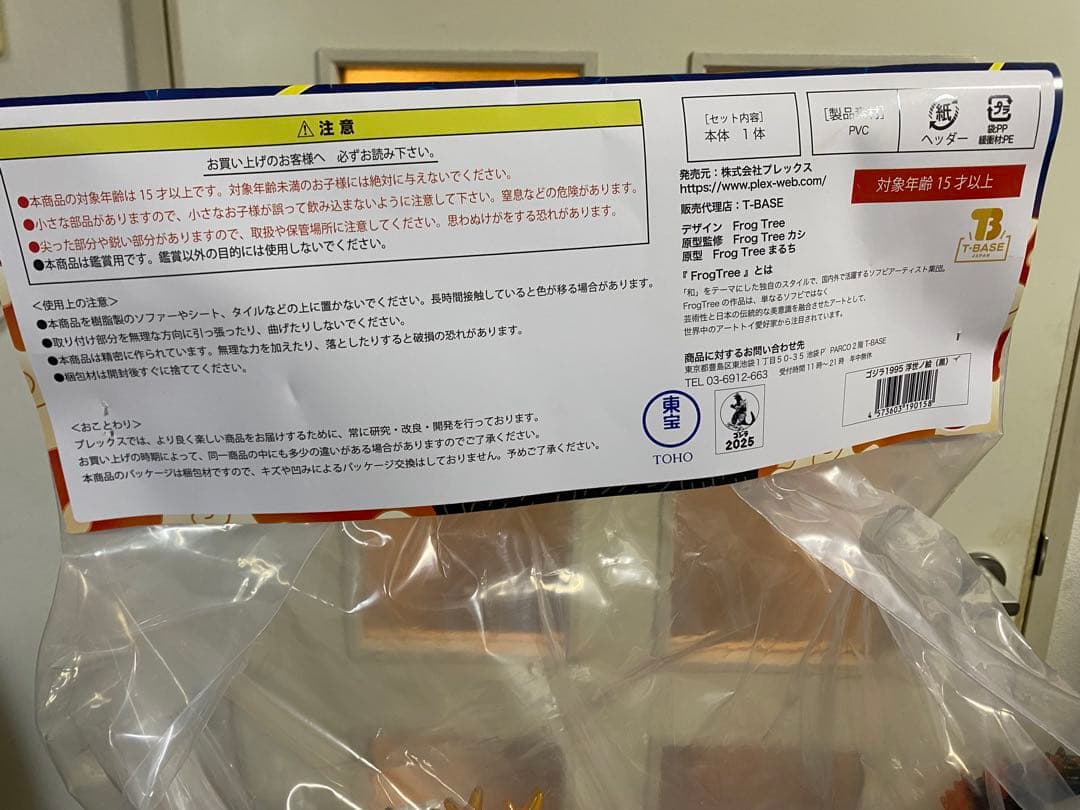 ⚠ 注意
お買い上げのお客様へ 必ずお読み下さい。
●本商品の対象年齢は15才以上です。対象年齢未満のお子様には絶対に与えないでください。
●小さな部品がありますので、小さなお子様が誤って飲み込まないように注意して下さい。窒息などの危険があります。
●尖った部分や鋭い部分がありますので、取扱や保管場所に注意してください。思わぬけがをする恐れがあります。
●本商品は鑑賞用です。鑑賞以外の目的には使用しないでください。
<使用上の注意>
●本商品を樹脂製のソファーやシート、タイルなどの上に置かないでください。長時間接触していると色が移る場合があります。
●取り付け部分を無理な方向に引っ張ったり、曲げたりしないでください。
●本商品は精密に作られています。無理な力を加えたり、落としたりすると破損の恐れがあります。
●梱包材は開封後すぐに捨ててください。
<おことわり>
プレックスでは、より良く楽しい商品をお届けするために、常に研究・改良・開発を行っております。
お買い上げの時期によって、同一商品の中にも多少の違いがある場合がありますのでご了承ください。
本商品のパッケージは梱包材ですので、キズや凹みによるパッケージ交換はしておりません。予めご了承ください。
[セット内容]
本体 1体
[製品素材]
PVC
紙
ヘッダー
プラ
袋:PP
緩衝材:PE
発売元:株式会社プレックス
https://www.plex-web.com/
対象年齢15才以上
販売代理店:T-BASE
デザイン Frog Tree
原型監修 Frog Tree カシ
原型 Frog Tree まるち
TB
T-BASE
JAPAN
『FrogTree』とは
「和」をテーマにした独自のスタイルで、国内外で活躍するソフビアーティスト集団。
FrogTreeの作品は、単なるソフビではなく
芸術性と日本の伝統的な美意識を融合させたアートとして、
世界中のアートトイ愛好家から注目されています。
商品に対するお問い合わせ先
東京都豊島区東池袋1丁目50-35 池袋P'PARCO2階 T-BASE
TEL 03-6912-663 受付時間11時～21時 年中無休
東宝
TOHO
ゴジラ
2025
ゴジラ1995 浮世ノ絵(黒)
4 573603 190158